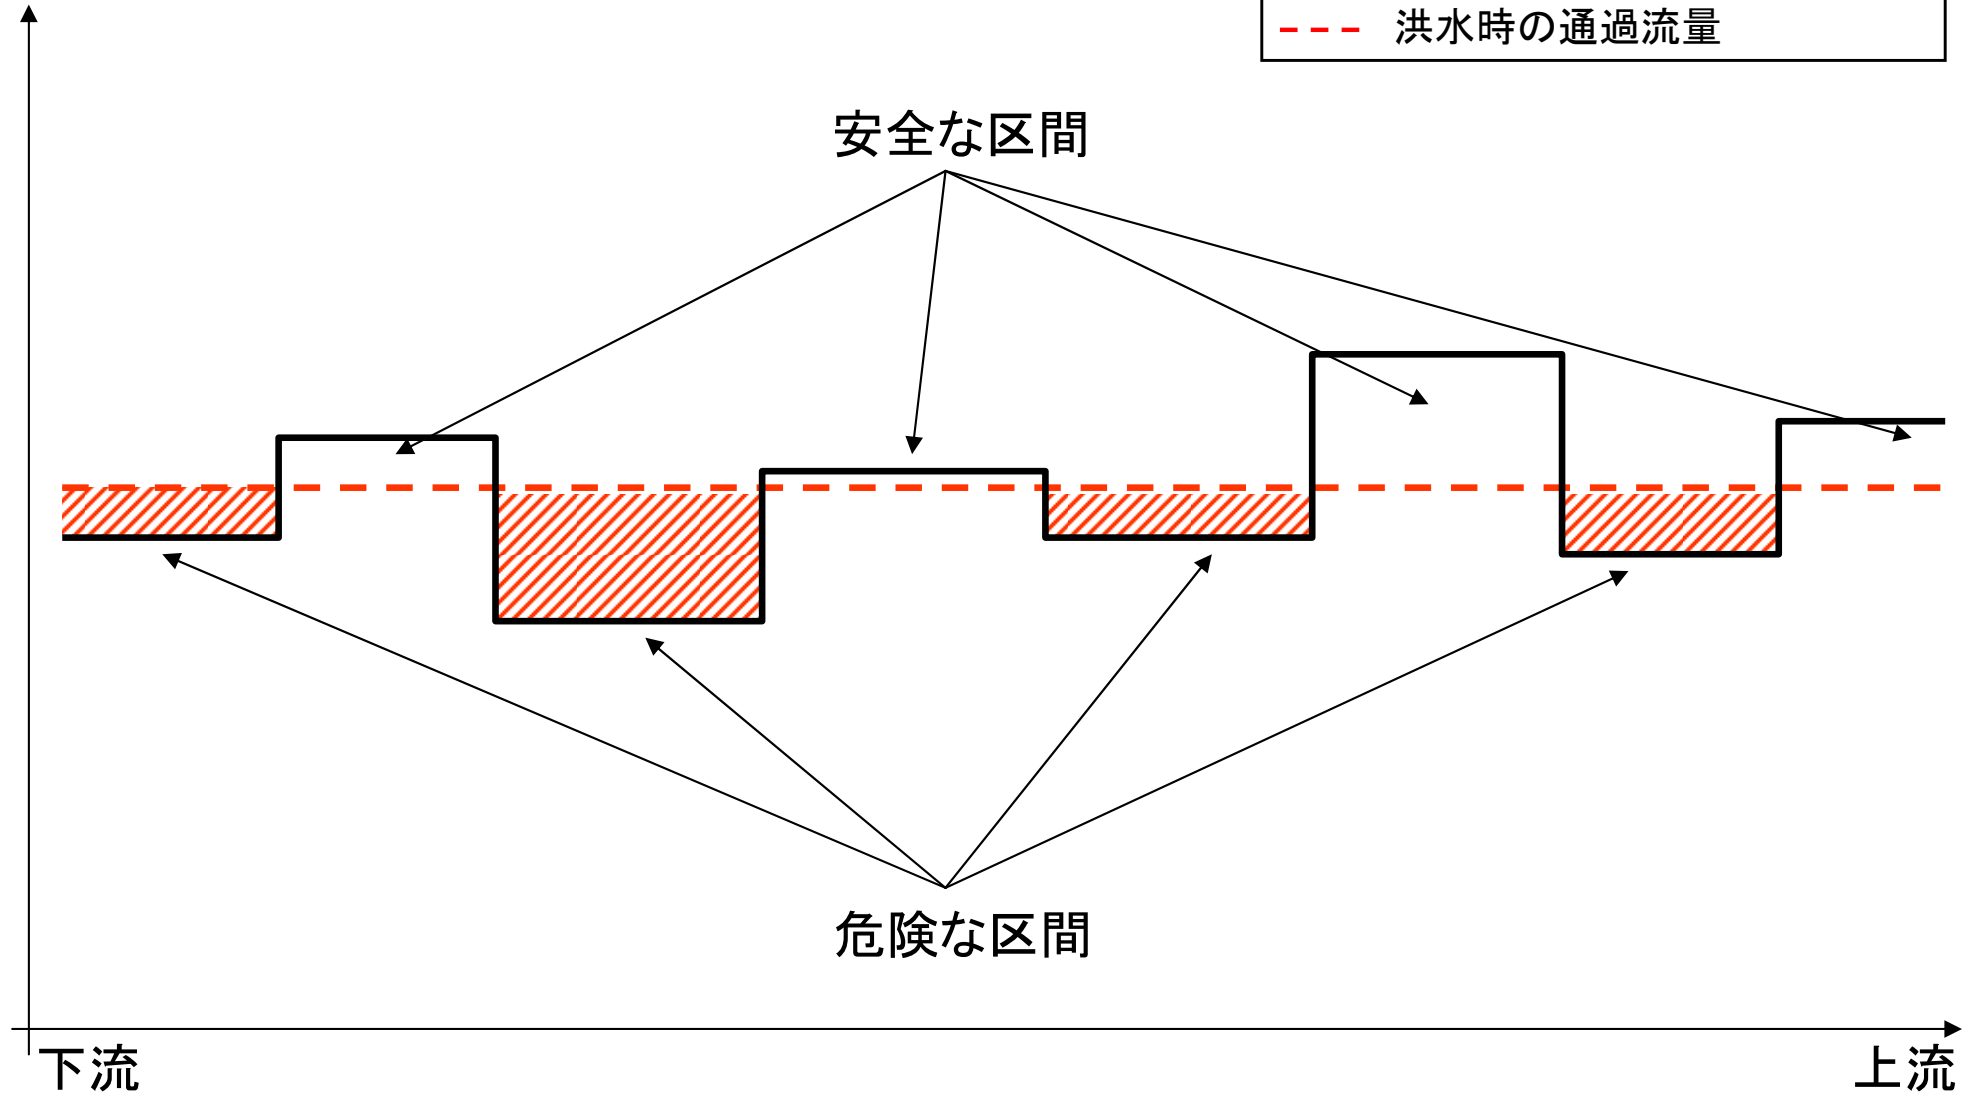 洪水時の通過流量
安全な区間
危険な区間
下流
上流